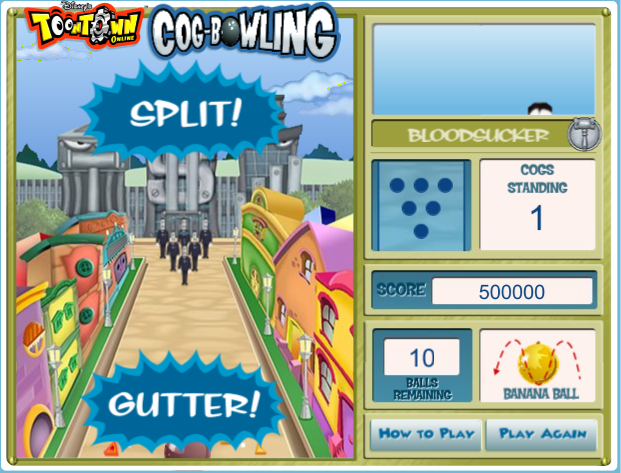 Disney's
TOONTOWN
ONLINE
COG-BOWLING
SPLIT!
BLOODSUCKER
COGS
STANDING
1
SCORE 500000
10
BALLS
REMAINING
BANANA BALL
GUTTER!
HOW TO PLAY
PLAY AGAIN